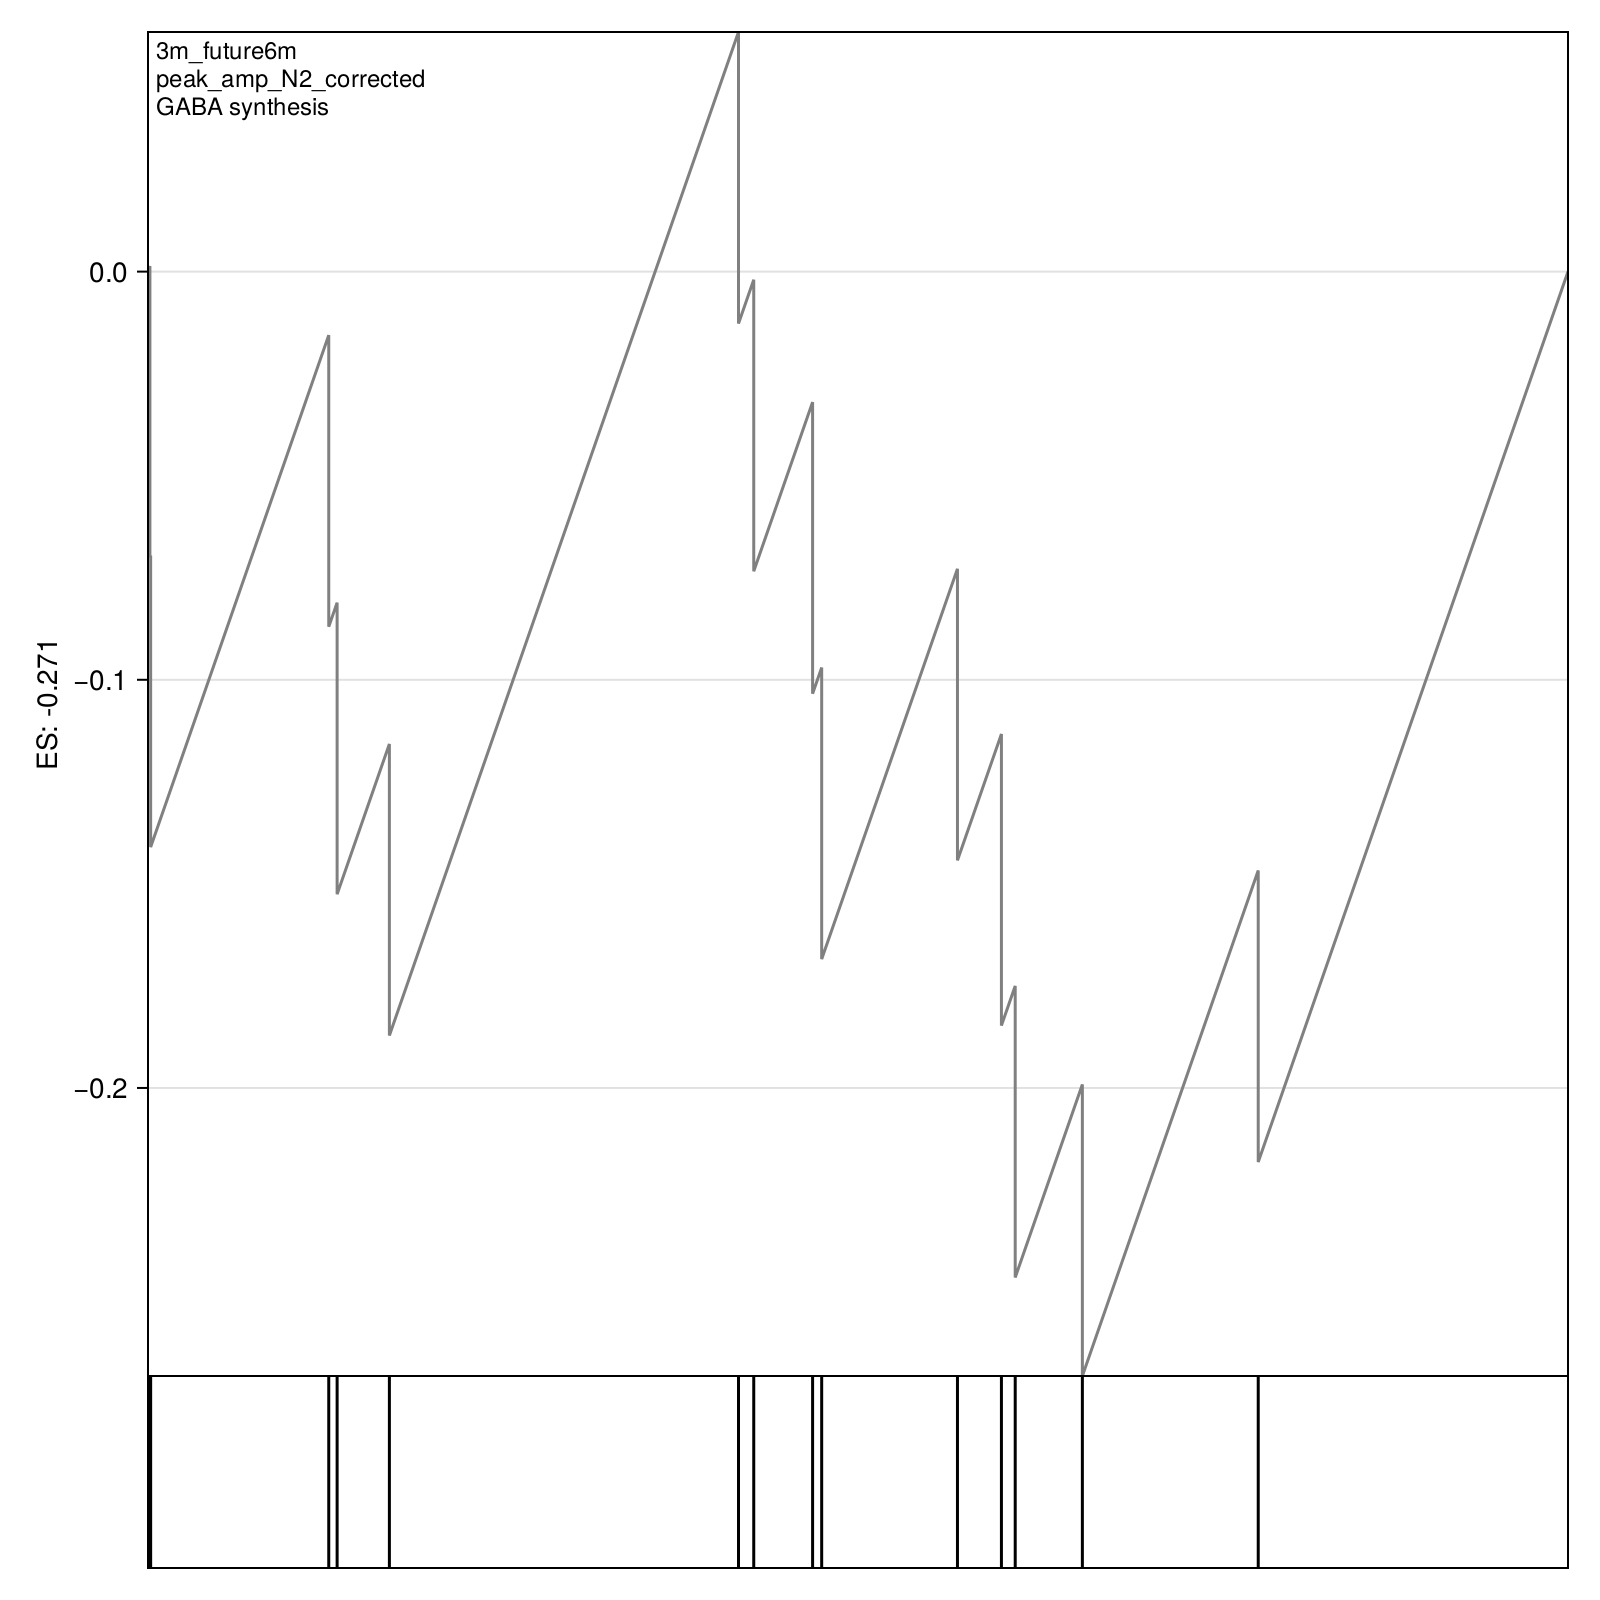 3m_future6m
peak_amp_N2_corrected
GABA synthesis
0.0
−0.1
−0.2
ES: -0.271